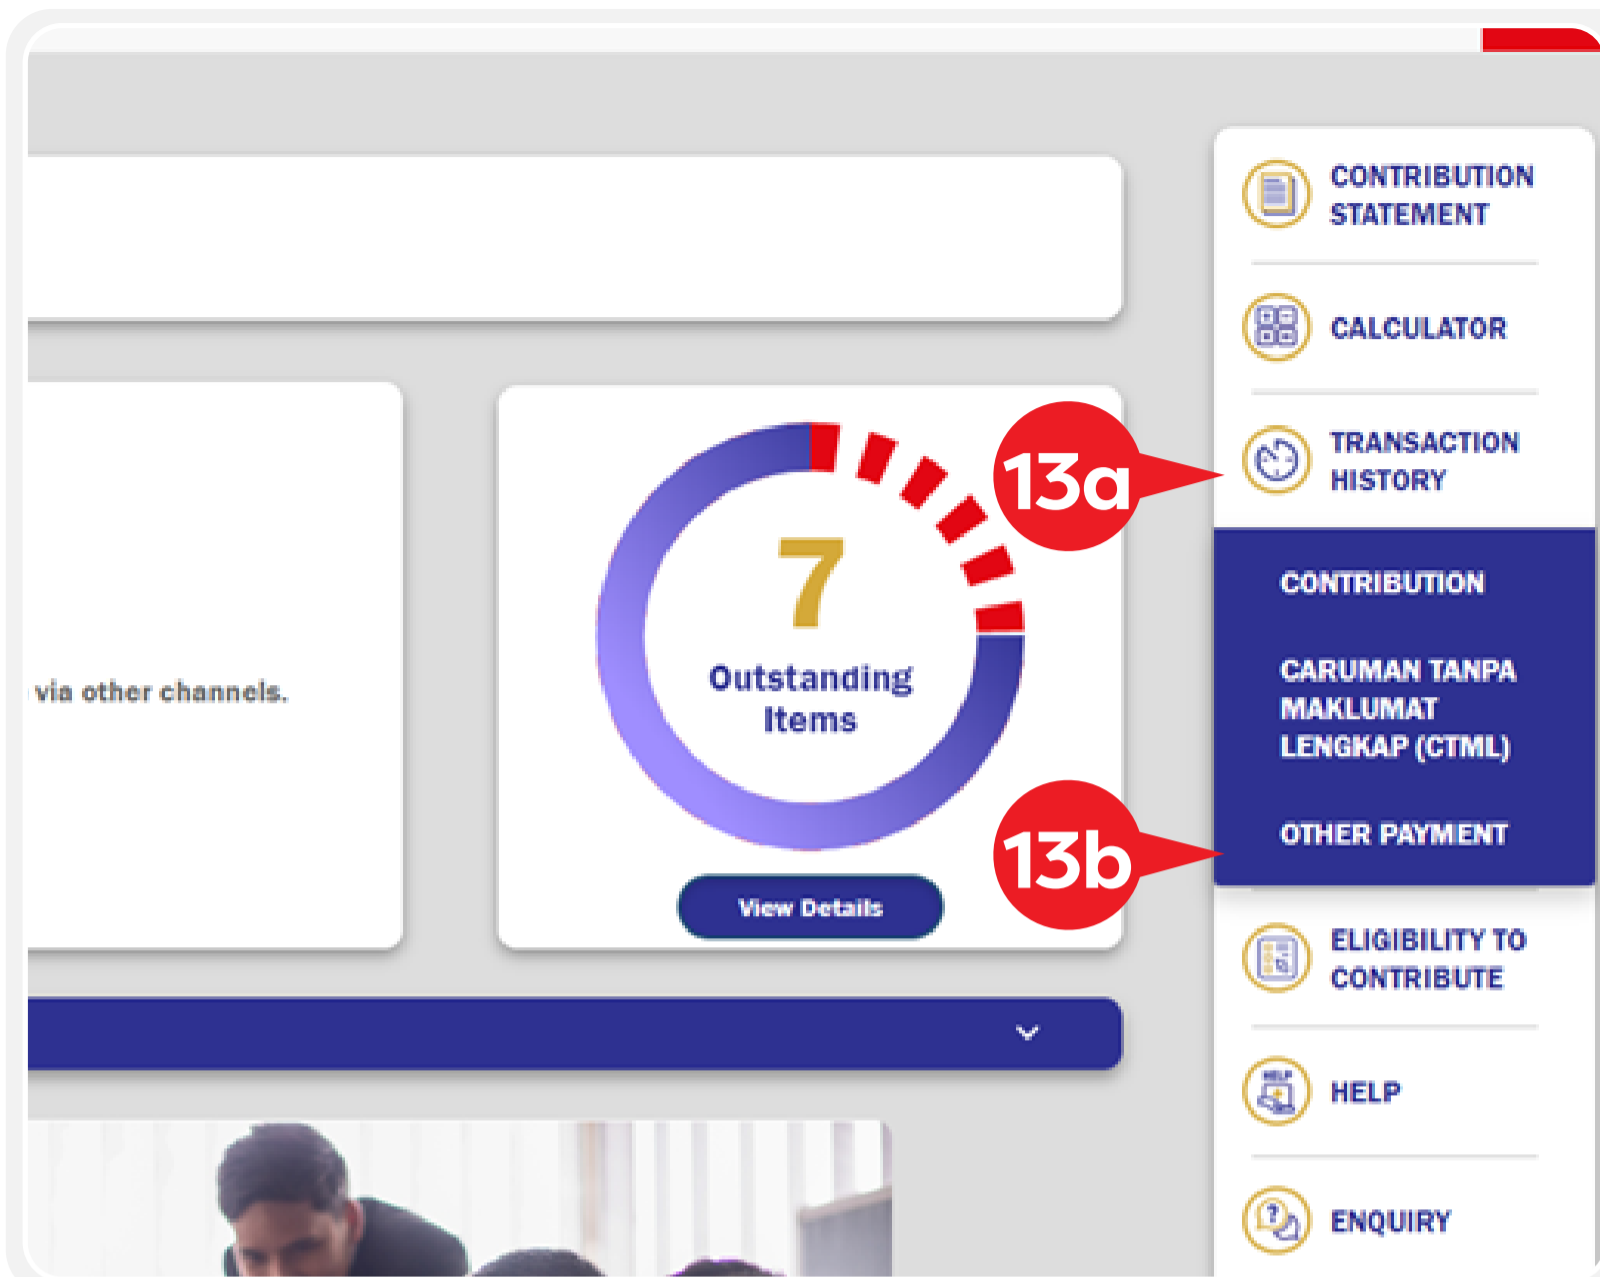 via other channels.
7
Outstanding
Items
View Details
13a
13b
CONTRIBUTION
STATEMENT
CALCULATOR
TRANSACTION
HISTORY
CONTRIBUTION
CARUMAN TANPA
MAKLUMAT
LENGKAP (CTML)
OTHER PAYMENT
ELIGIBILITY TO
CONTRIBUTE
HELP
HELP
ENQUIRY